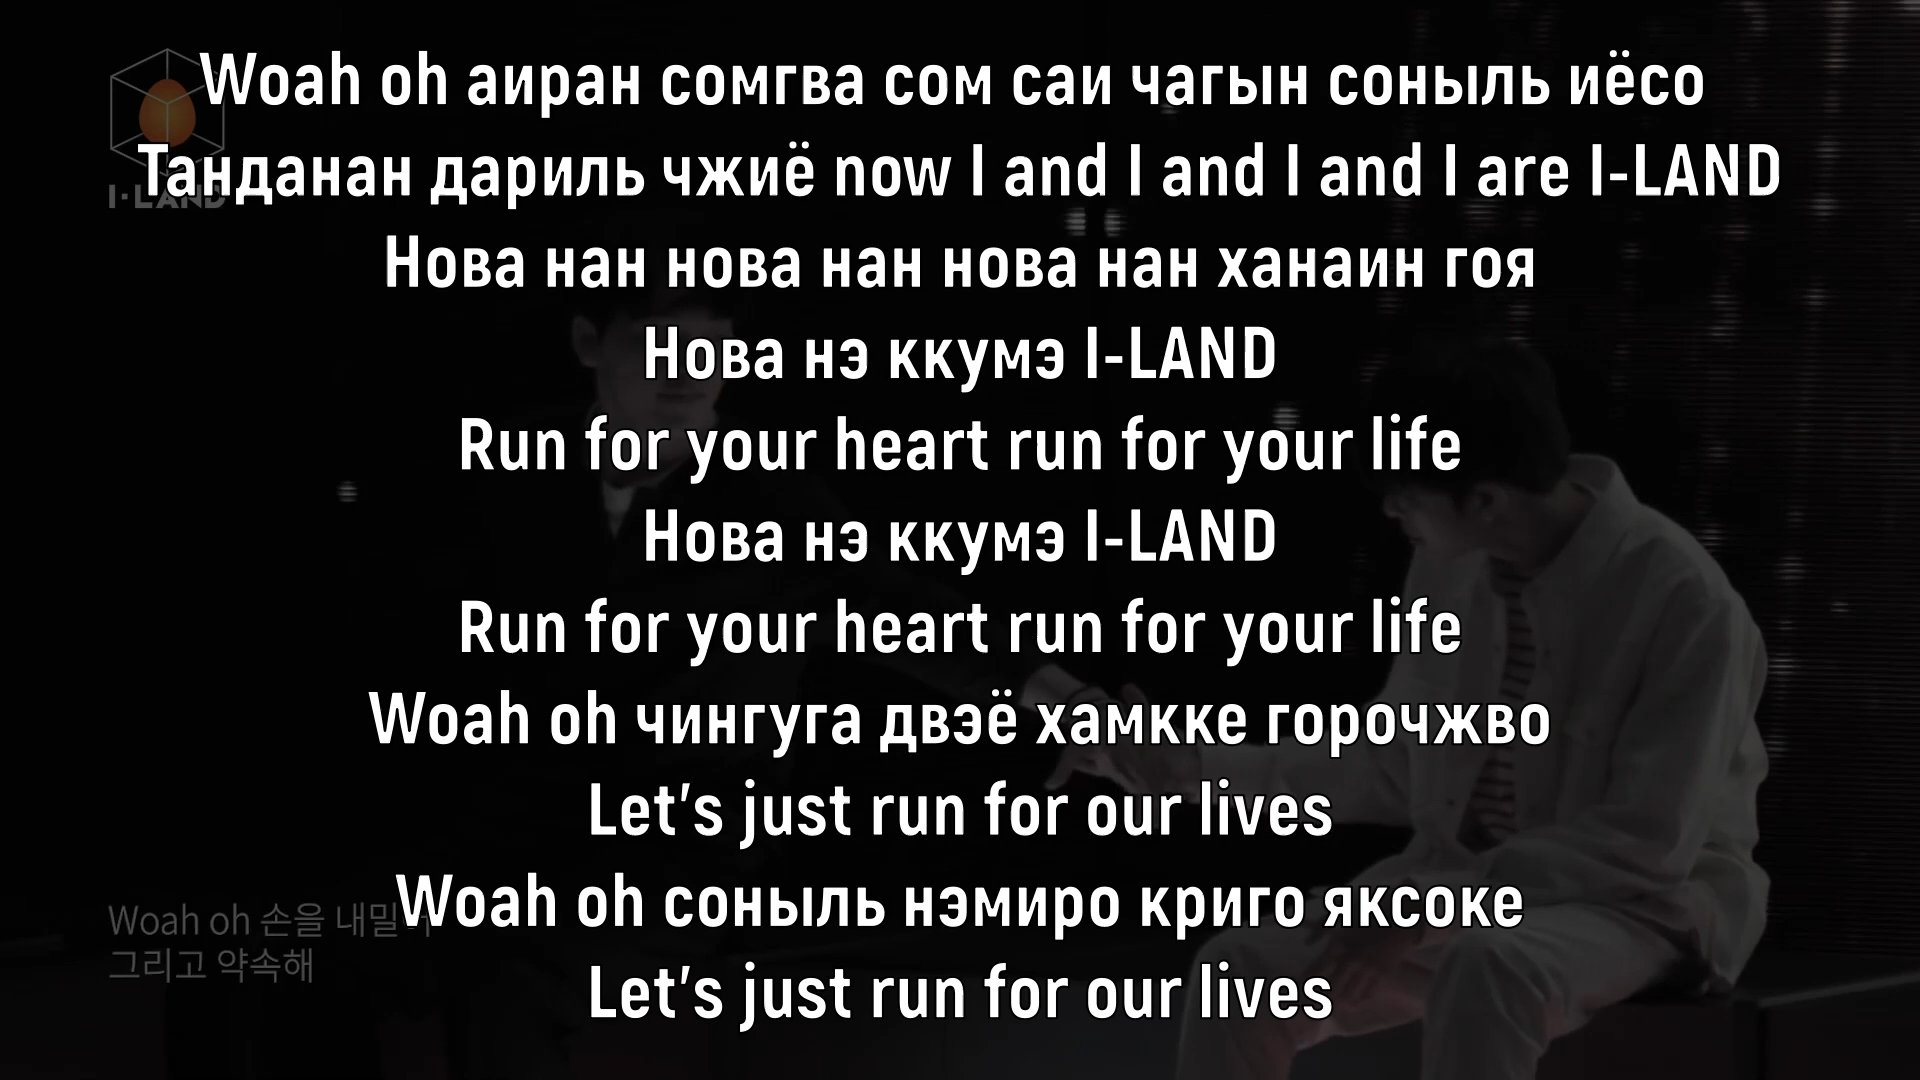 Woah oh аиран сомгва сом саи чагын соныль иёсо
Танданан дариль чжиё now I and I and I and I are I-LAND
I·LAND
Нова нан нова нан нова нан ханаин гоя
Нова нэ ккумэ I-LAND
Run for your heart run for your life
Нова нэ ккумэ I-LAND
Run for your heart run for your life
Woah oh чингуга двэё хамкке горочжво
Let's just run for our lives
Woah oh соныль нэмиро криго яксоке
Let's just run for our lives
Woah oh 손을
그리고 약속해